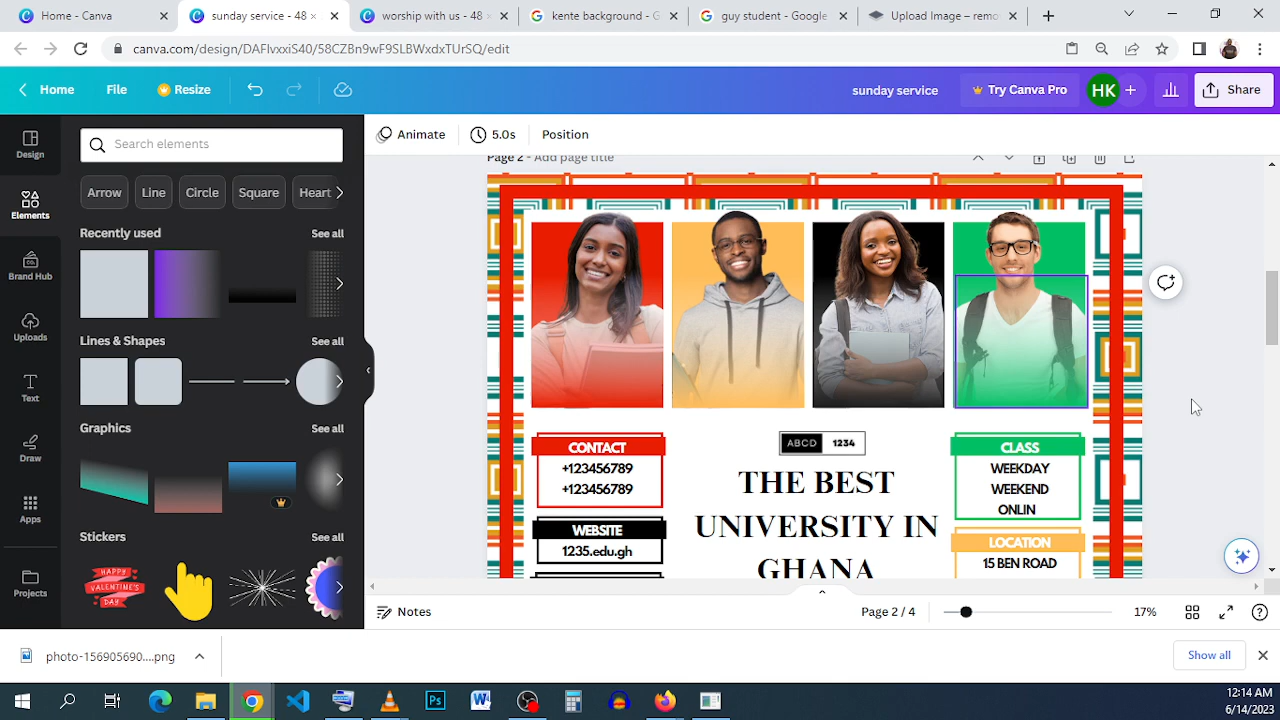 Home - Canva
sunday service - 48
worship with us - 48
kente background - G
guy student - Google
Upload Image – remo
canva.com/design/DAFlvxxiS40/58CZBn9wF9SLBWxdxTUrSQ/edit
Home
File
Resize
sunday service
Try Canva Pro
HK
Share
Design
Elements
Brand Hub
Uploads
Text
Draw
Apps
Projects
Search elements
Arrow
Line
Circle
Square
Heart
Recently used
See all
Lines & Shapes
See all
Graphics
See all
Stickers
See all
HAPPY
VALENTINE'S
DAY
Animate
5.0s
Position
Page 2 - Add page title
CONTACT
+123456789
+123456789
WEBSITE
1235.edu.gh
ABCD 1234
THE BEST
UNIVERSITY IN
GHANA
CLASS
WEEKDAY
WEEKEND
ONLIN
LOCATION
15 BEN ROAD
Notes
Page 2 / 4
17%
photo-156905690....png
Show all
Ps
12:14 AM
6/14/2023